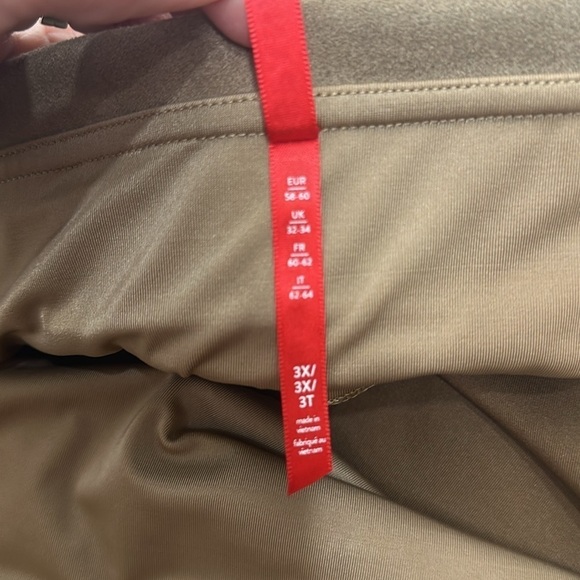 EUR
58-60
UK
32-34
FR
60-62
IT
62-64
3X/
3X/
3T
made in
vietnam
fabriqué au
vietnam